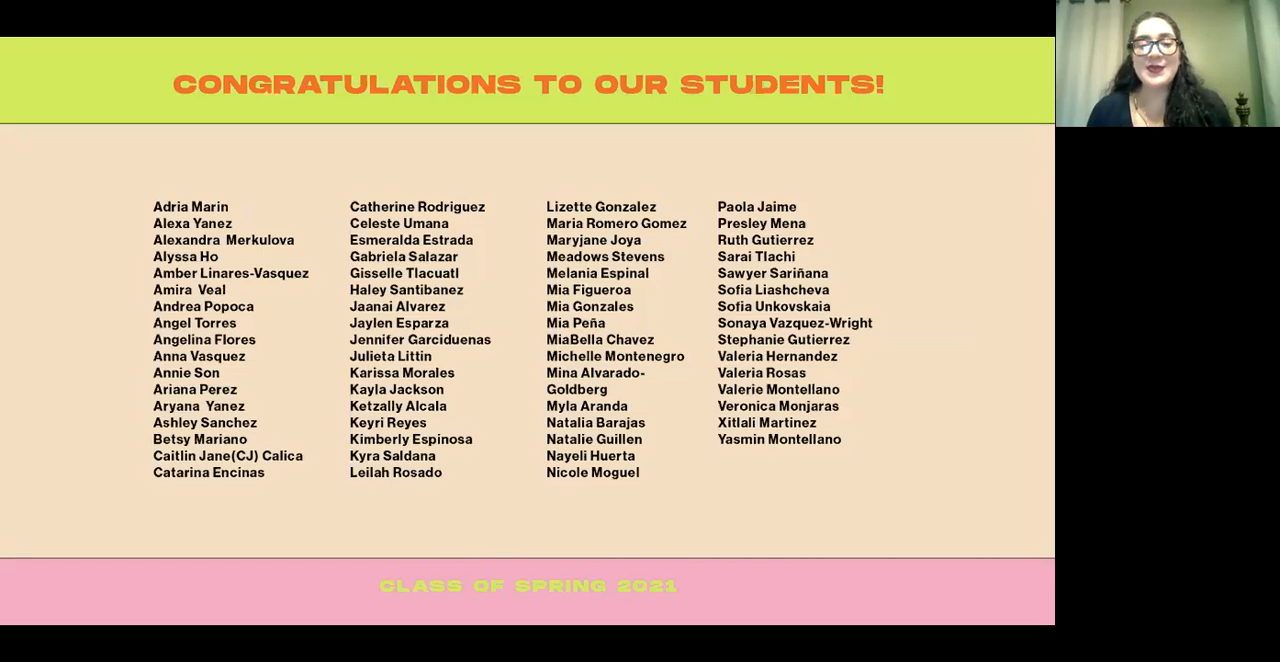 CONGRATULATIONS TO OUR STUDENTS!
Adria Marin
Alexa Yanez
Alexandra  Merkulova
Alyssa Ho
Amber Linares-Vasquez
Amira  Veal
Andrea Popoca
Angel Torres
Angelina Flores
Anna Vasquez
Annie Son
Ariana Perez
Aryana  Yanez
Ashley Sanchez
Betsy Mariano
Caitlin Jane(CJ) Calica
Catarina Encinas
Catherine Rodriguez
Celeste Umana
Esmeralda Estrada
Gabriela Salazar
Gisselle Tlacuatl
Haley Santibanez
Jaanai Alvarez
Jaylen Esparza
Jennifer Garciduenas
Julieta Littin
Karissa Morales
Kayla Jackson
Ketzally Alcala
Keyri Reyes
Kimberly Espinosa
Kyra Saldana
Leilah Rosado
Lizette Gonzalez
Maria Romero Gomez
Maryjane Joya
Meadows Stevens
Melania Espinal
Mia Figueroa
Mia Gonzales
Mia Peña
MiaBella Chavez
Michelle Montenegro
Mina Alvarado-
Goldberg
Myla Aranda
Natalia Barajas
Natalie Guillen
Nayeli Huerta
Nicole Moguel
Paola Jaime
Presley Mena
Ruth Gutierrez
Sarai Tlachi
Sawyer Sariñana
Sofia Liashcheva
Sofia Unkovskaia
Sonaya Vazquez-Wright
Stephanie Gutierrez
Valeria Hernandez
Valeria Rosas
Valerie Montellano
Veronica Monjaras
Xitlali Martinez
Yasmin Montellano
CLASS OF SPRING 2021